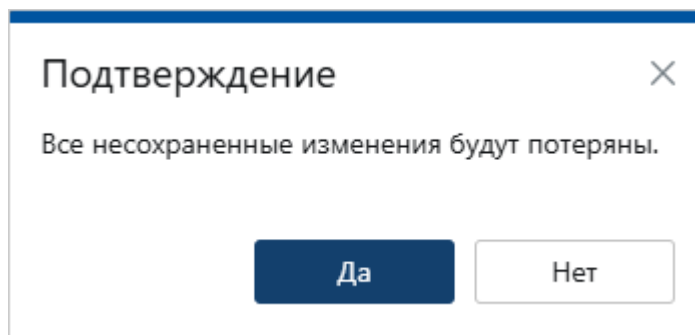 Подтверждение
Все несохраненные изменения будут потеряны.
Да Нет